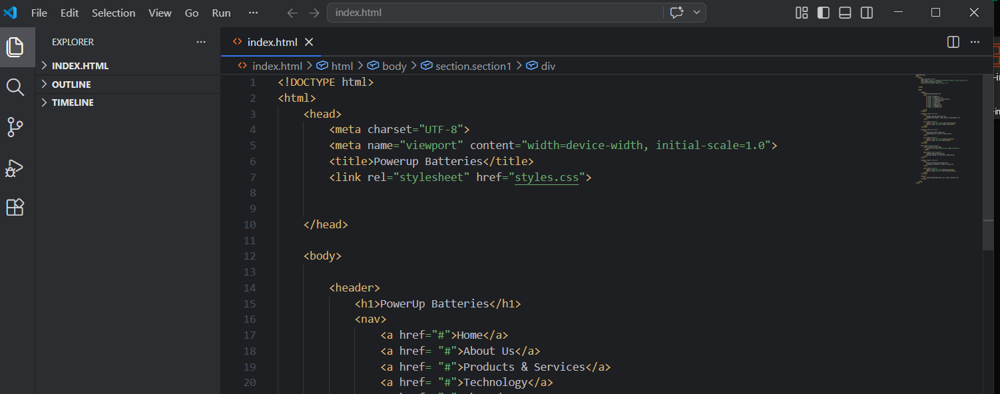 File Edit Selection View Go Run ...
index.html
EXPLORER ...
INDEX.HTML
OUTLINE
TIMELINE
index.html
index.html > html > body > section.section1 > div
1 <!DOCTYPE html>
2 <html>
3 <head>
4 <meta charset="UTF-8">
5 <meta name="viewport" content="width=device-width, initial-scale=1.0">
6 <title>Powerup Batteries</title>
7 <link rel="stylesheet" href="styles.css">
8
9
10 </head>
11
12 <body>
13
14 <header>
15 <h1>PowerUp Batteries</h1>
16 <nav>
17 <a href="#">Home</a>
18 <a href= "#">About Us</a>
19 <a href= "#">Products & Services</a>
20 <a href= "#">Technology</a>